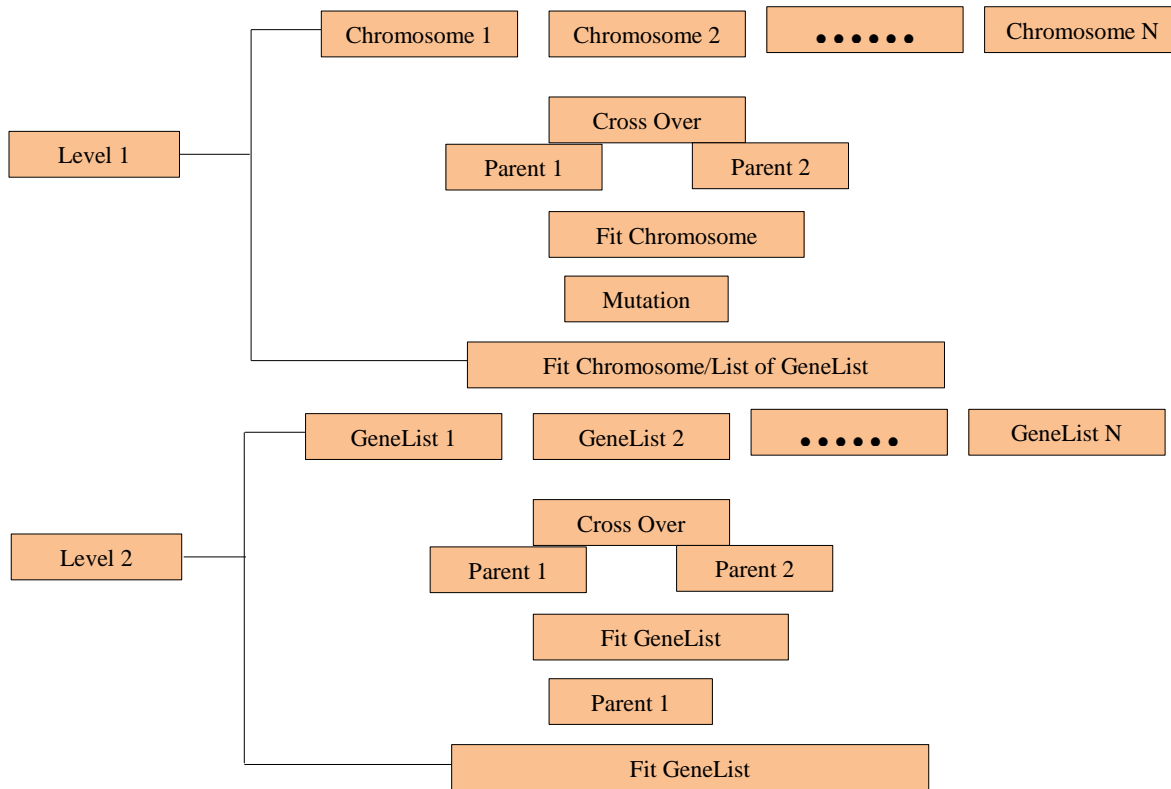 Chromosome 1
Chromosome 2
......
Chromosome N
Cross Over
Level 1
Parent 1
Parent 2
Fit Chromosome
Mutation
Fit Chromosome/List of GeneList
GeneList 1
GeneList 2
......
GeneList N
Cross Over
Level 2
Parent 1
Parent 2
Fit GeneList
Parent 1
Fit GeneList